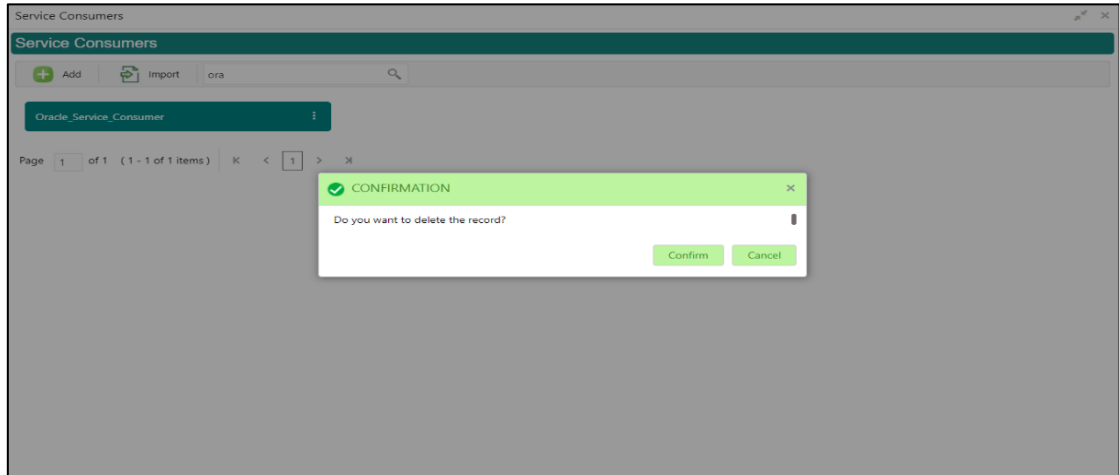 Service Consumers
Service Consumers
Add Import ora
Oracle_Service_Consumer
Page 1 of 1 (1 - 1 of 1 items) K < 1 > >|
CONFIRMATION
Do you want to delete the record?
Confirm Cancel